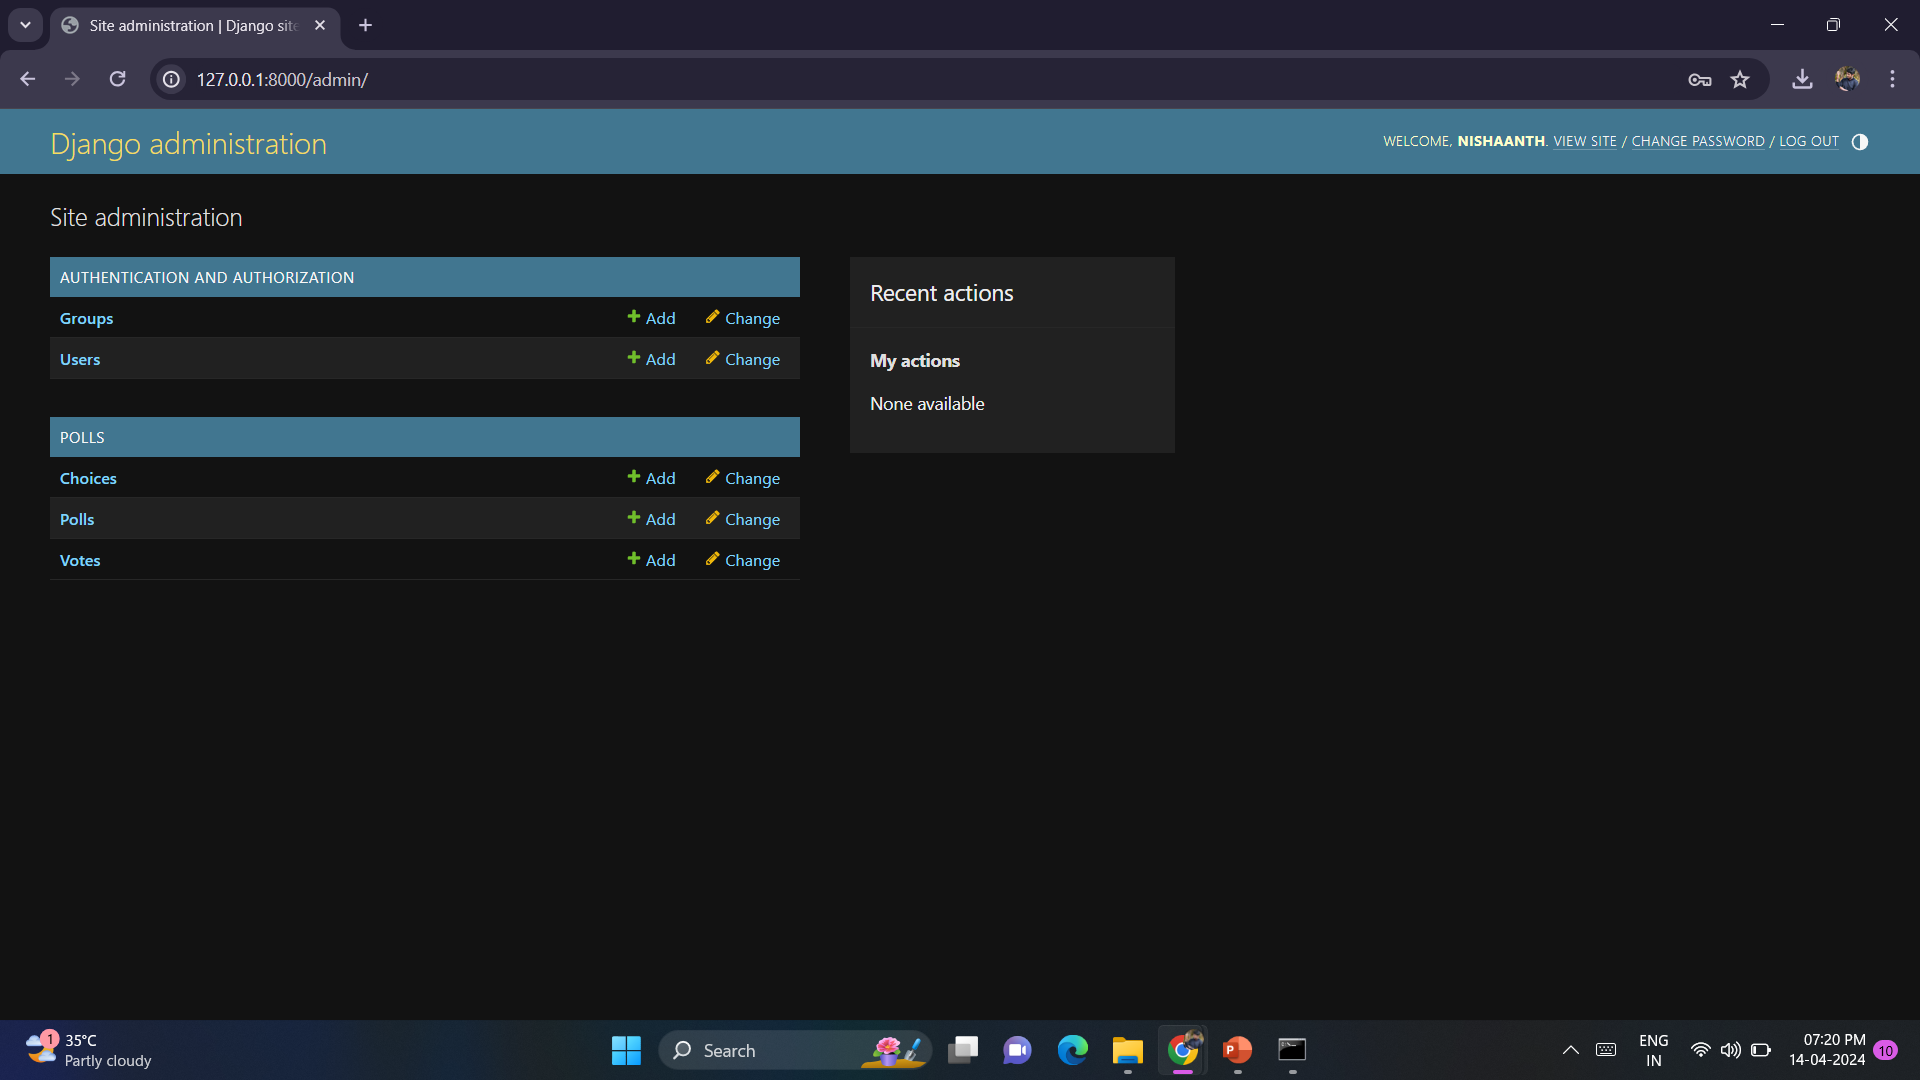 Site administration | Django site
127.0.0.1:8000/admin/
Django administration
WELCOME, NISHAANTH. VIEW SITE / CHANGE PASSWORD / LOG OUT
Site administration
AUTHENTICATION AND AUTHORIZATION
Groups Add Change
Users Add Change
POLLS
Choices Add Change
Polls Add Change
Votes Add Change
Recent actions
My actions
None available
1
35°C
Partly cloudy
Search
P
ENG
IN
07:20 PM
14-04-2024
10